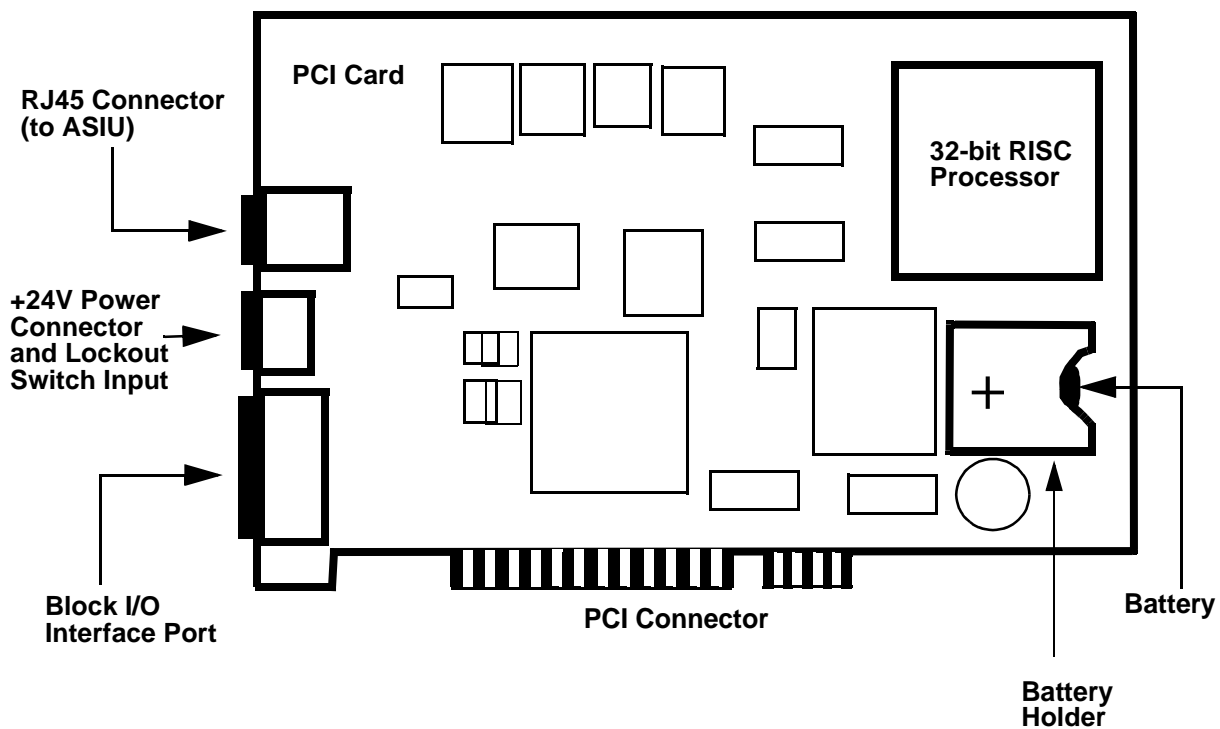 PCI Card
RJ45 Connector
(to ASIU)
32-bit RISC
Processor
+24V Power
Connector
and Lockout
Switch Input
+
Block I/O
Interface Port
PCI Connector
Battery
Battery
Holder